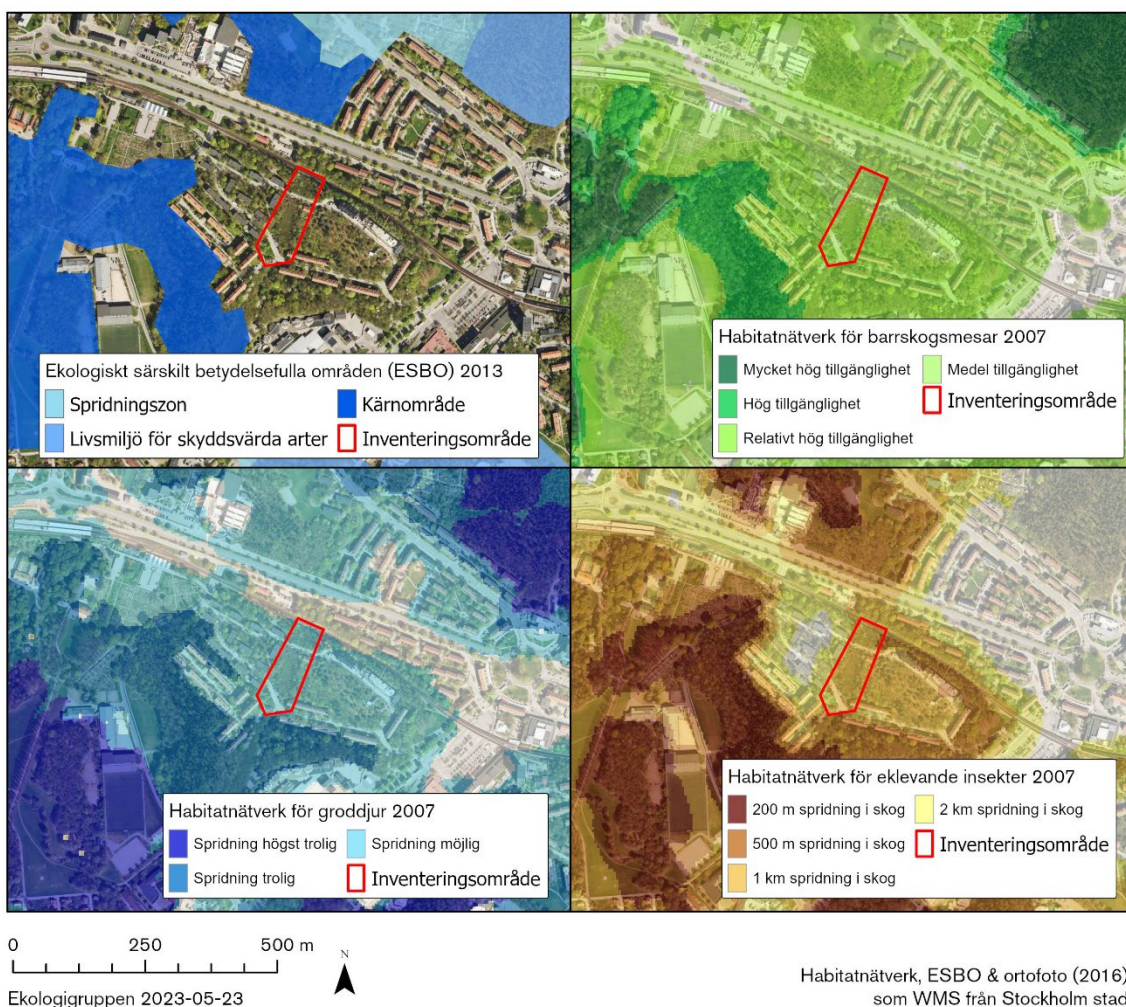 Ekologiskt särskilt betydelsefulla områden (ESBO) 2013
Spridningszon
Kärnområde
Livsmiljö för skyddsvärda arter
Inventeringsområde
Habitatnätverk för barrskogsmesar 2007
Mycket hög tillgänglighet
Medel tillgänglighet
Hög tillgänglighet
Inventeringsområde
Relativt hög tillgänglighet
Habitatnätverk för groddjur 2007
Spridning högst trolig
Spridning möjlig
Spridning trolig
Inventeringsområde
Habitatnätverk för eklevande insekter 2007
200 m spridning i skog
2 km spridning i skog
500 m spridning i skog
Inventeringsområde
1 km spridning i skog
0 250 500 m
N
Ekologigruppen 2023-05-23
Habitatnätverk, ESBO & ortofoto (2016)
som WMS från Stockholm stad